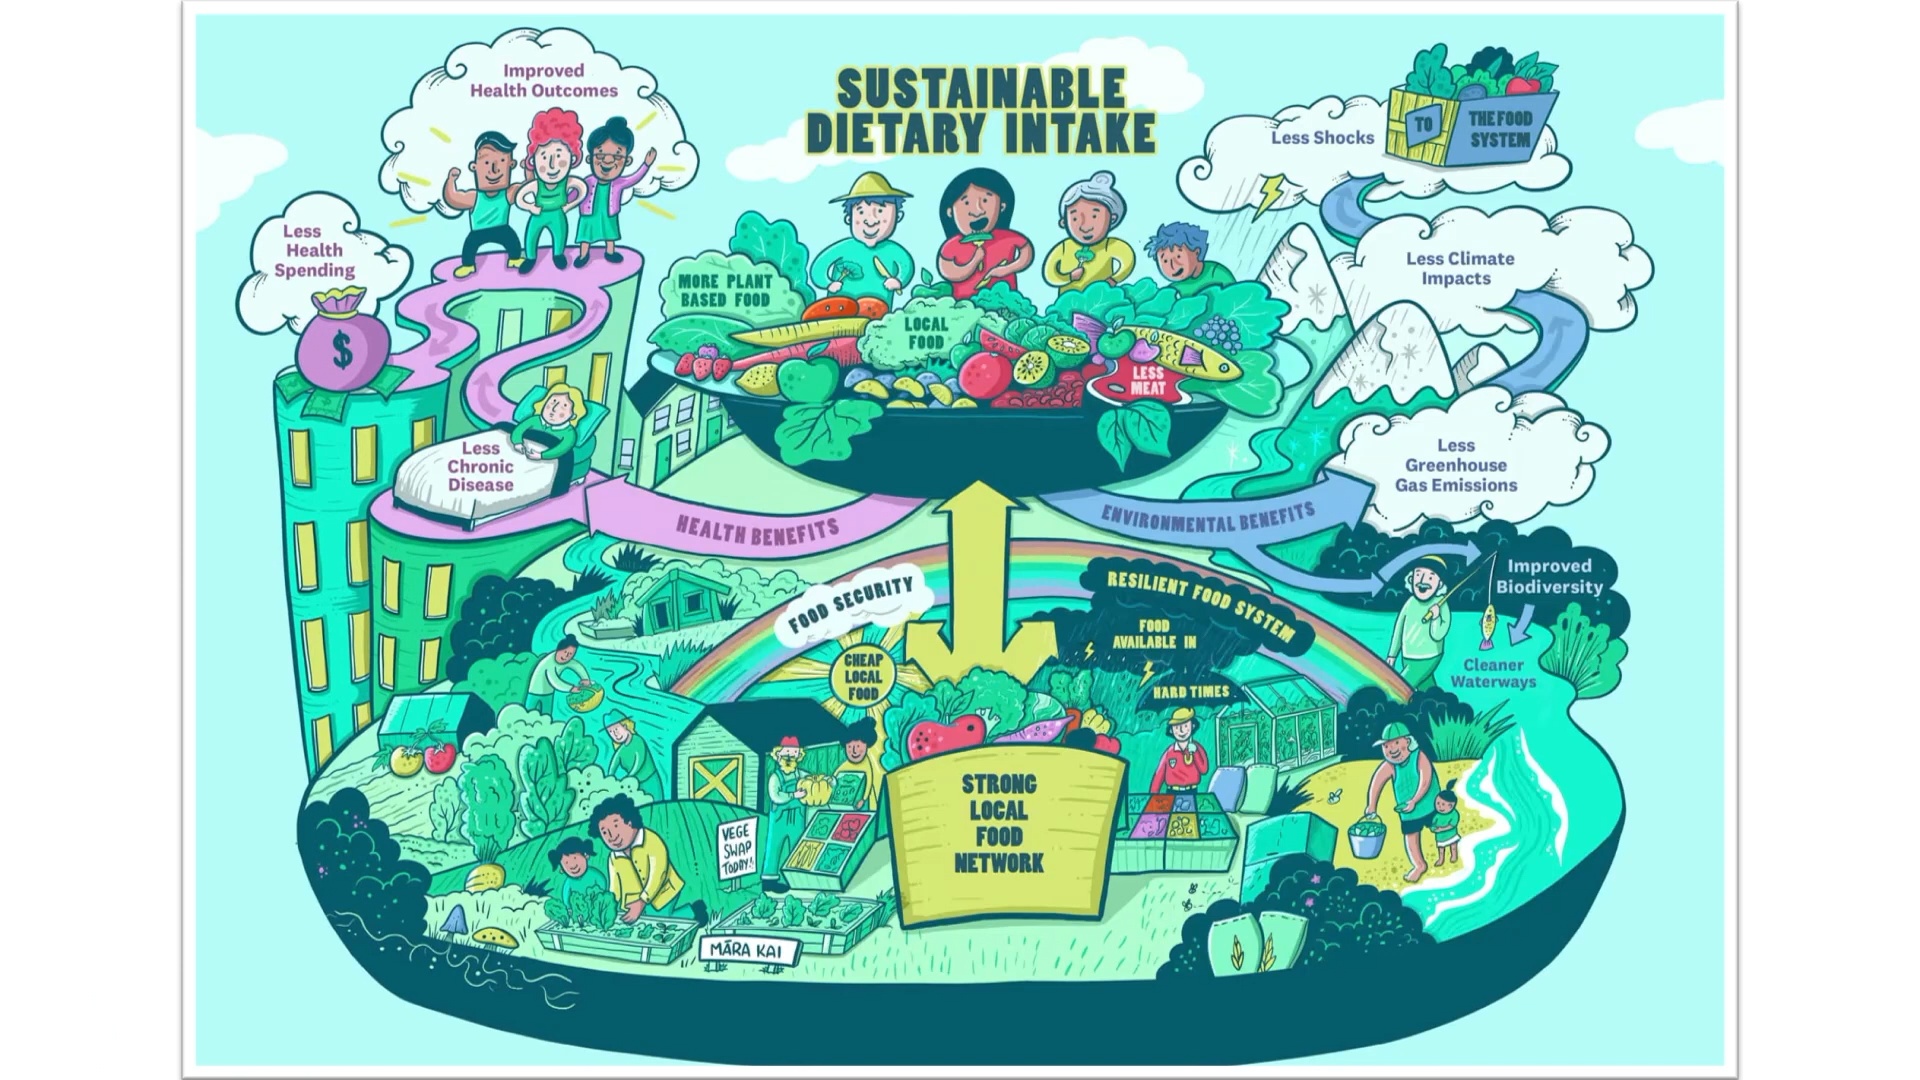 SUSTAINABLE
DIETARY INTAKE
Improved
Health Outcomes
Less
Health
Spending
$
Less
Chronic
Disease
HEALTH BENEFITS
MORE PLANT
BASED FOOD
LOCAL
FOOD
LESS
MEAT
Less Shocks
TO
THE FOOD
SYSTEM
Less Climate
Impacts
Less
Greenhouse
Gas Emissions
ENVIRONMENTAL BENEFITS
Improved
Biodiversity
Cleaner
Waterways
FOOD SECURITY
CHEAP
LOCAL
FOOD
RESILIENT FOOD SYSTEM
FOOD
AVAILABLE IN
HARD TIMES
STRONG
LOCAL
FOOD
NETWORK
VEGE
SWAP
TODAY!
MĀRA KAI